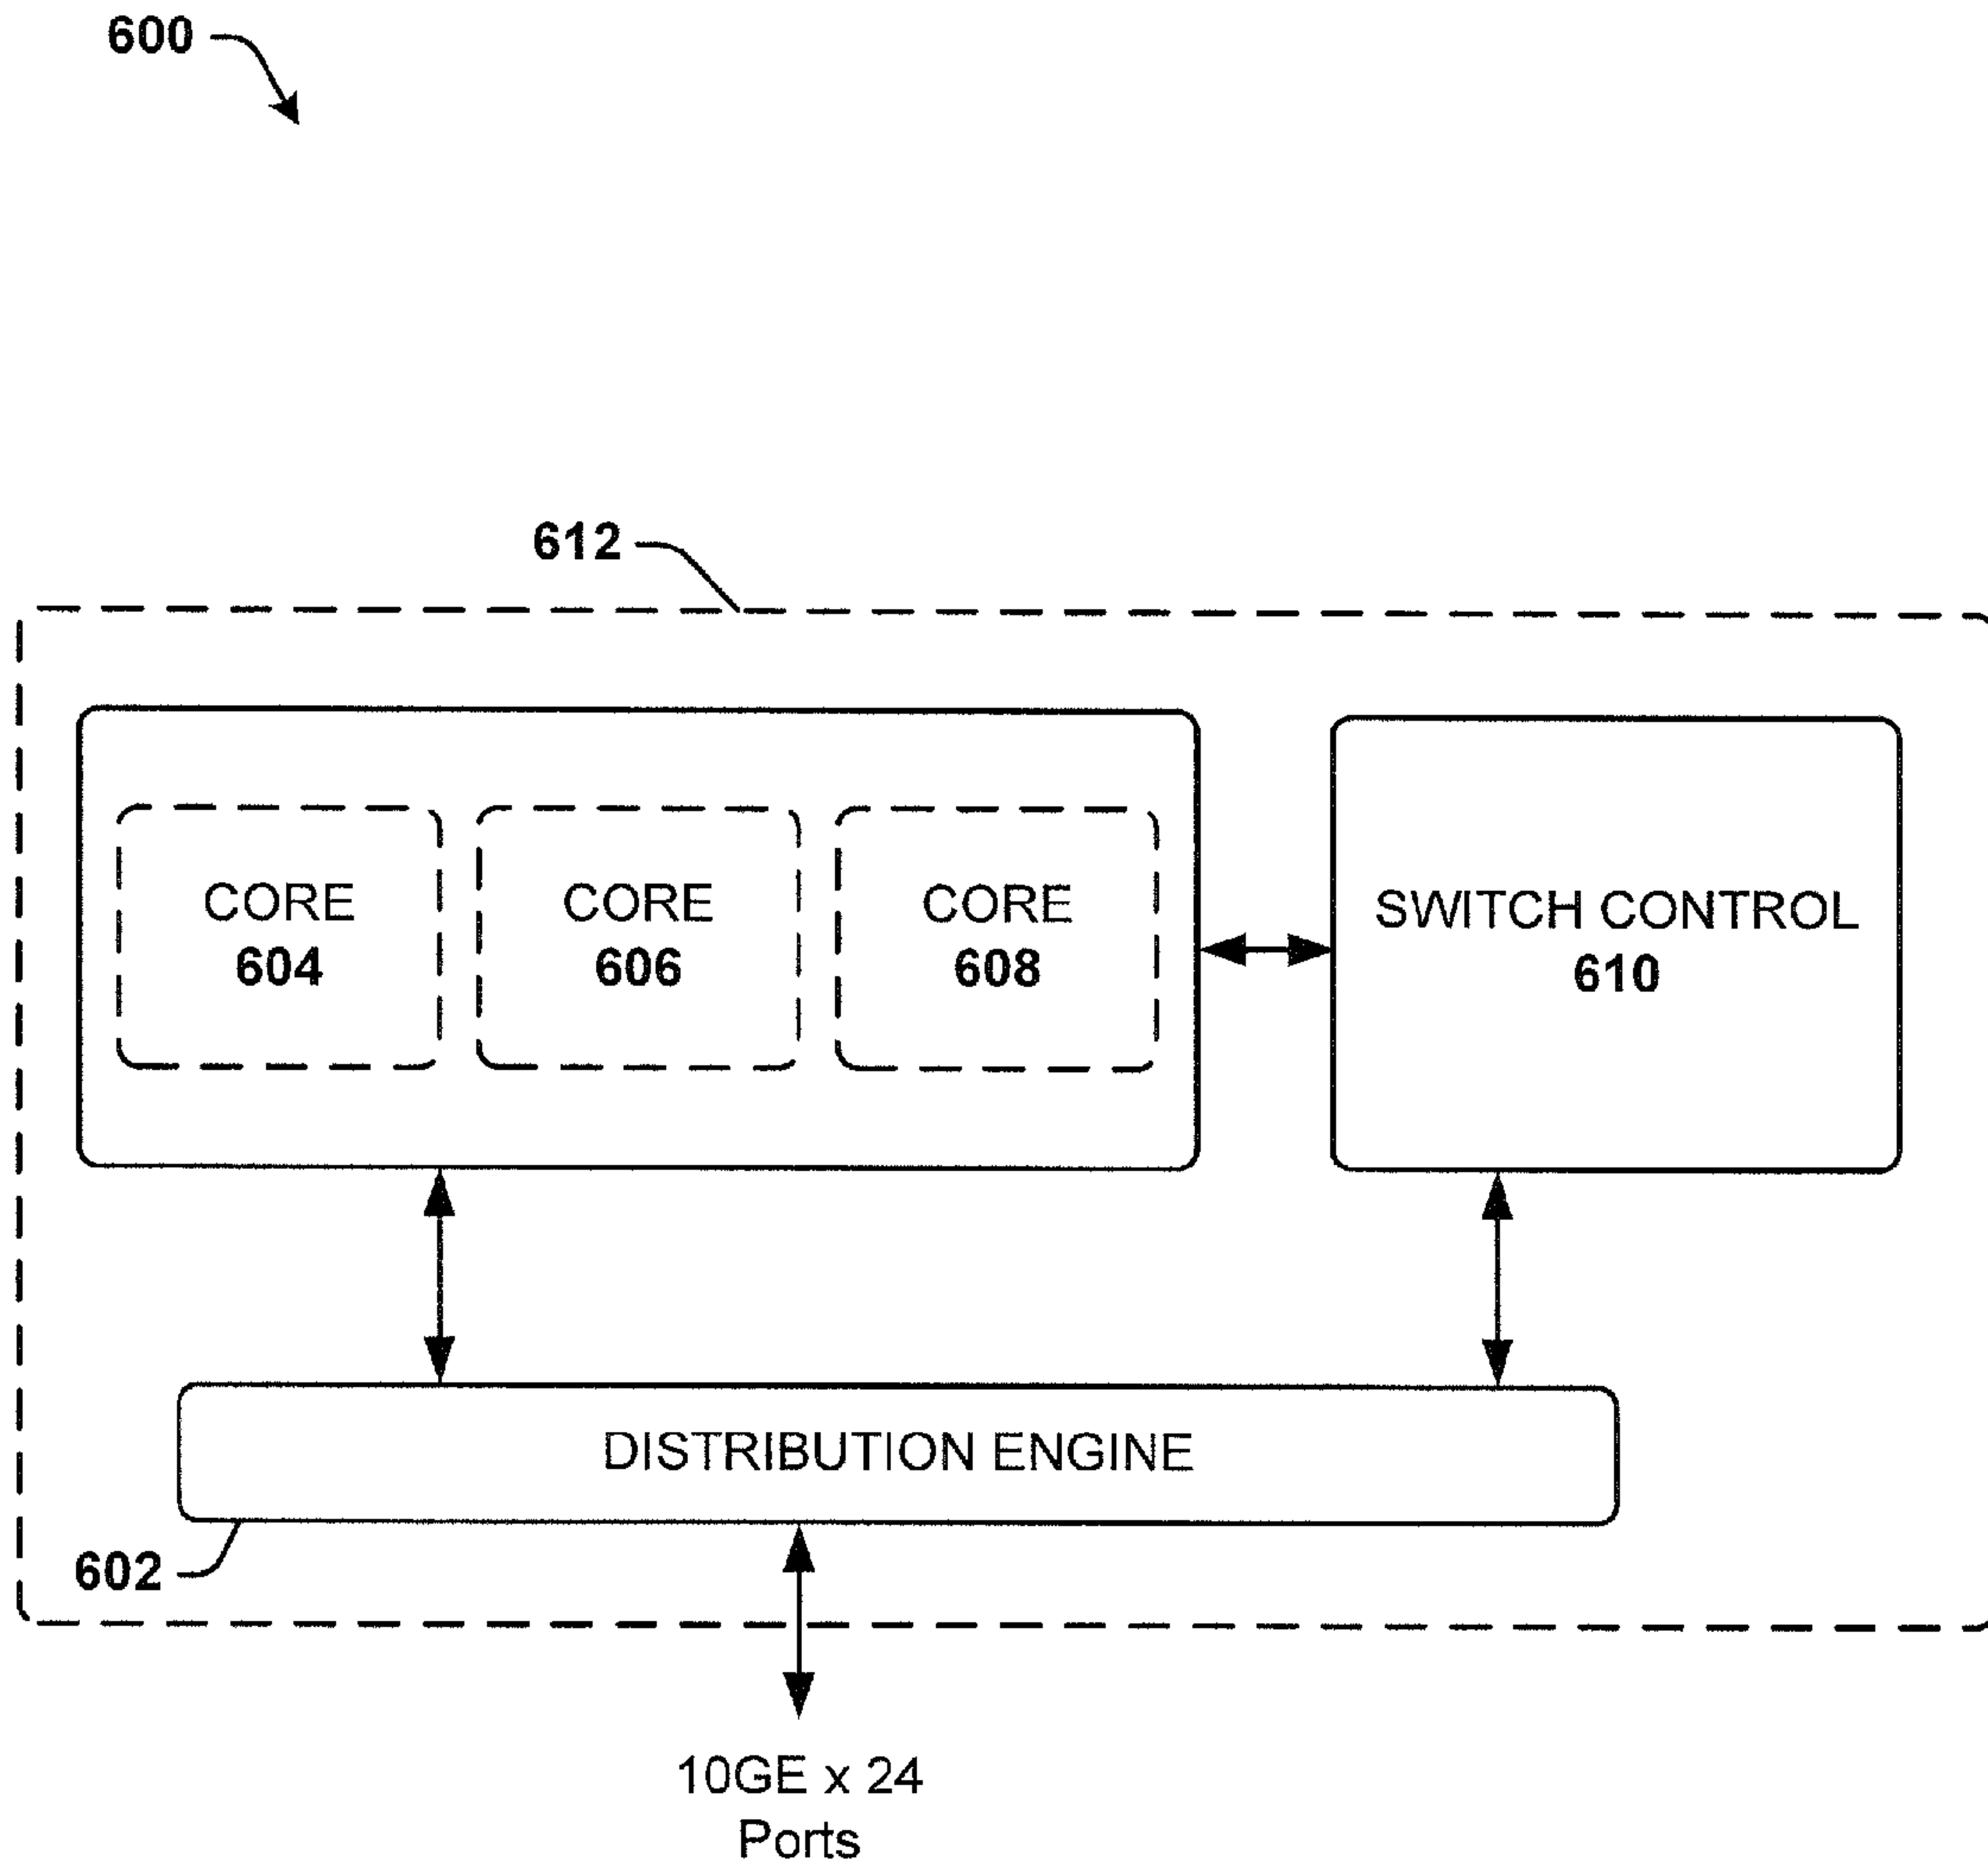 600
612
CORE
604
CORE
606
CORE
608
SWITCH CONTROL
610
DISTRIBUTION ENGINE
602
10GE x 24
Ports